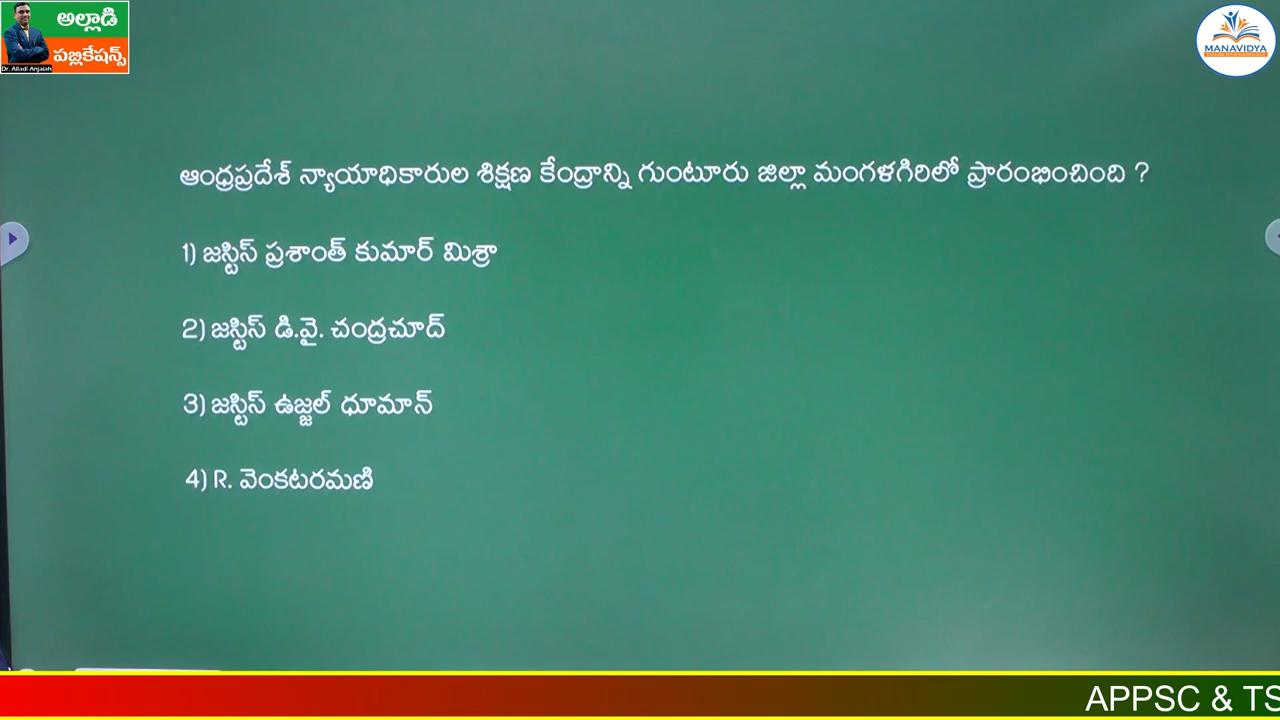 అల్లాడి
పబ్లికేషన్స్
Dr. Alladi Anjaiah
MANAVIDYA
ఆంధ్రప్రదేశ్ న్యాయాధికారుల శిక్షణ కేంద్రాన్ని గుంటూరు జిల్లా మంగళగిరిలో ప్రారంభించింది ?
1) జస్టిస్ ప్రశాంత్ కుమార్ మిశ్రా
2) జస్టిస్ డి.వై. చంద్రచూద్
3) జస్టిస్ ఉజ్జల్ ధూమాన్
4) R. వెంకటరమణి
APPSC & TS